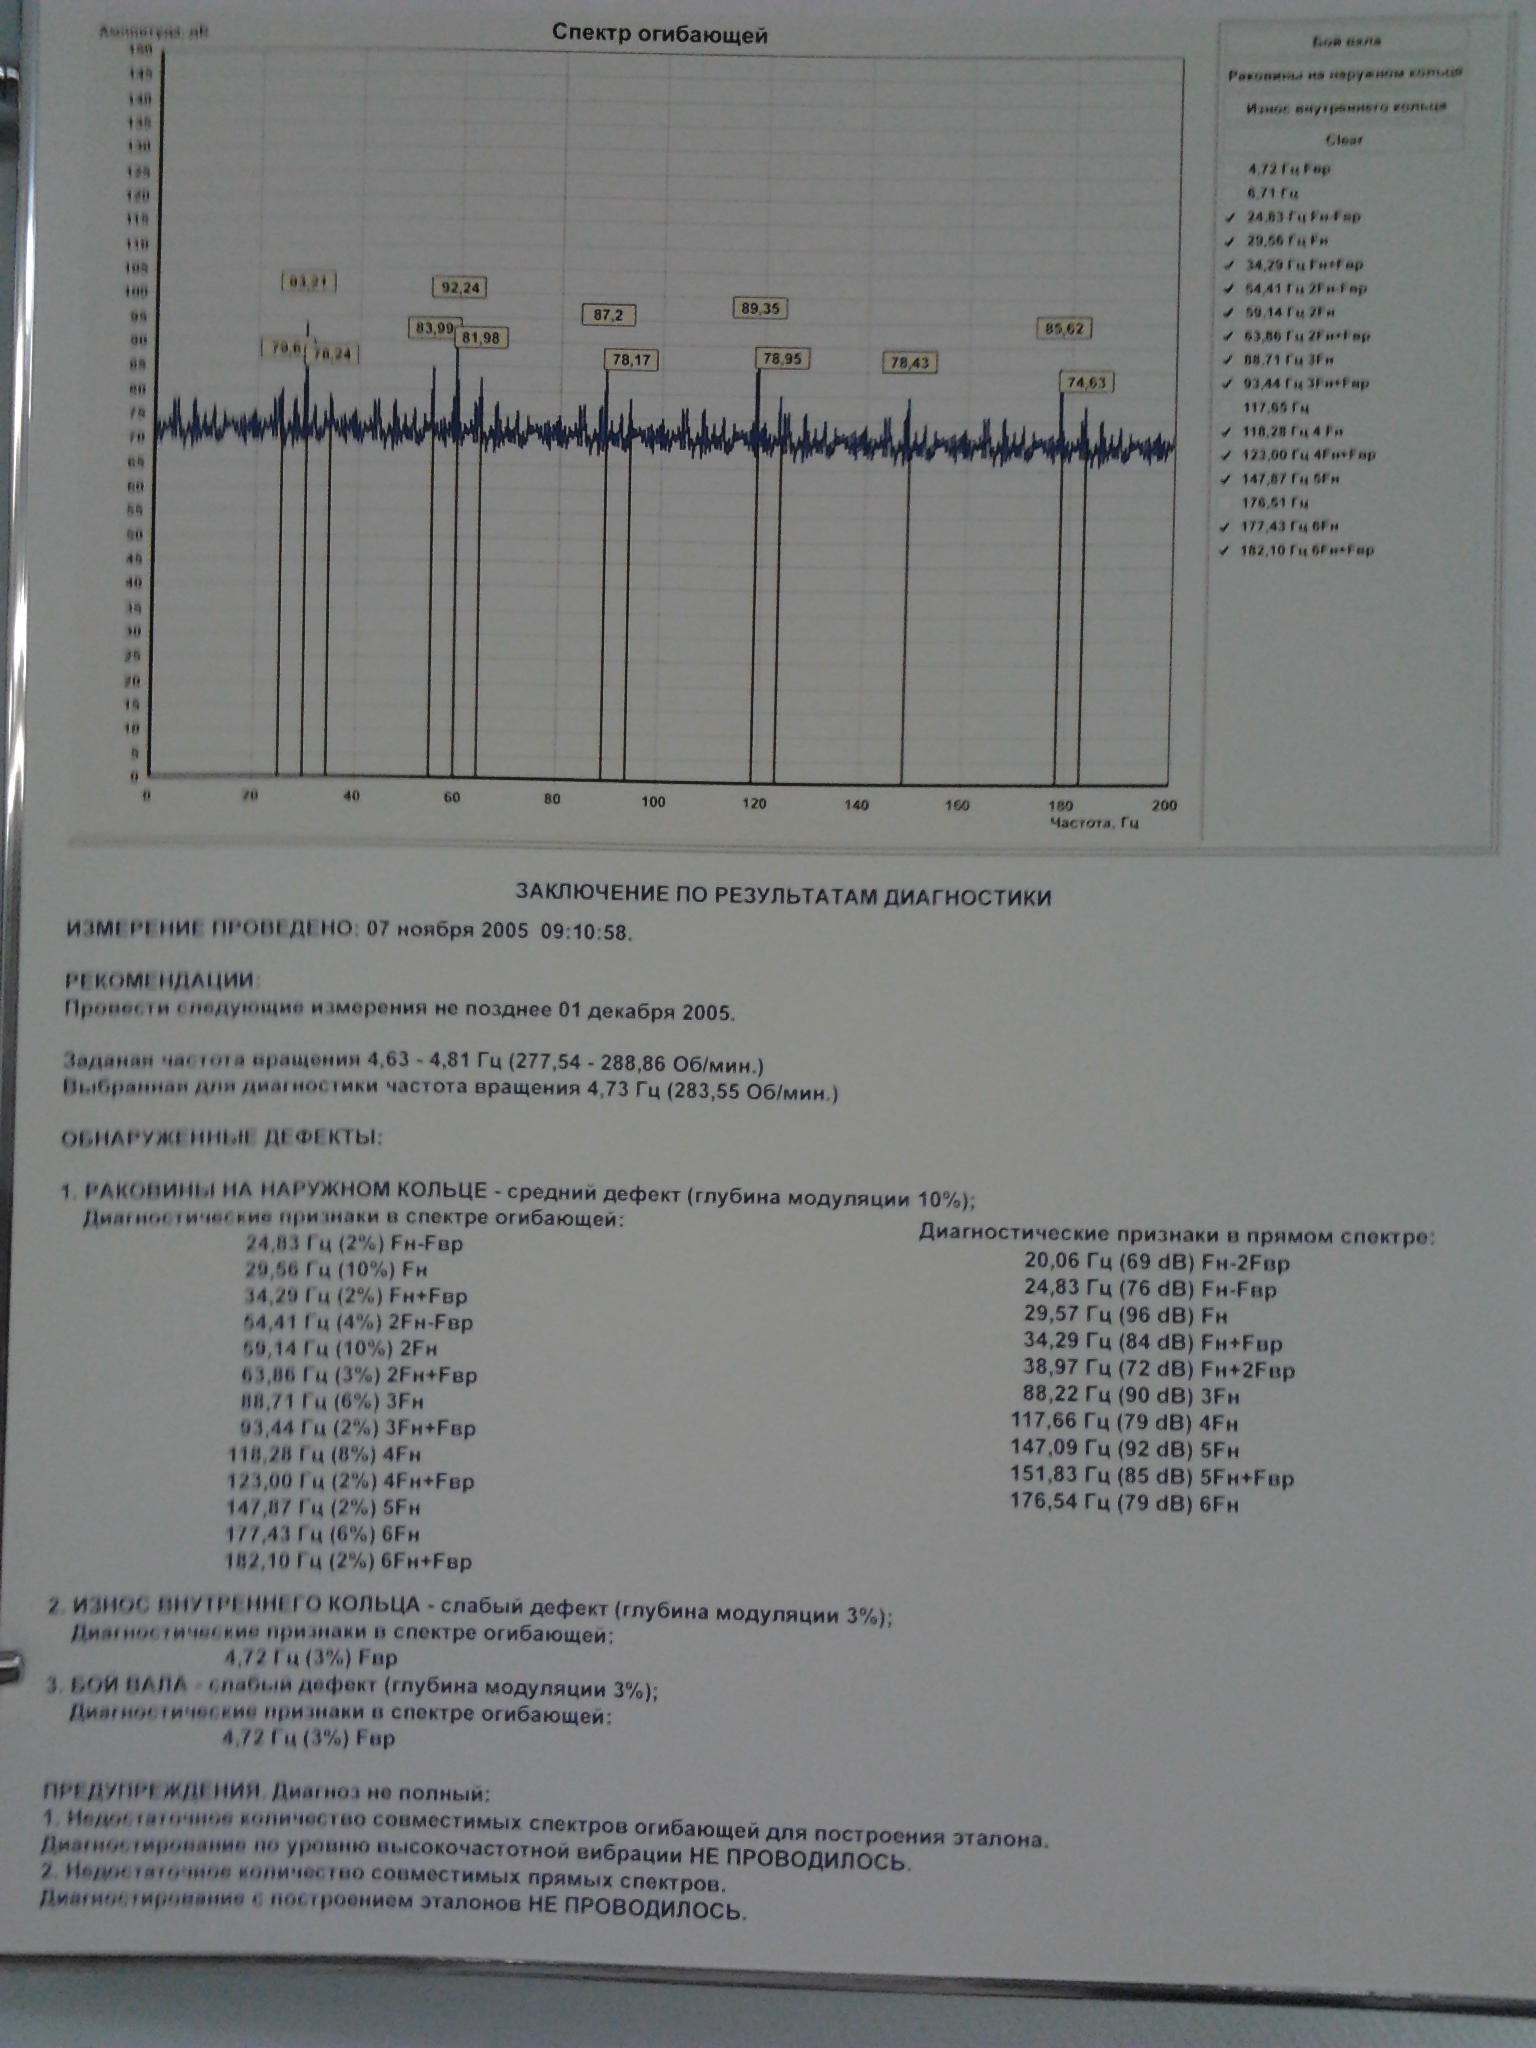 Амплитуда, дБ
Спектр огибающей
150
145
140
135
130
125
120
115
110
105
100
95
90
85
80
75
70
65
60
55
50
45
40
35
30
25
20
15
10
5
0
93,21
92,24
83,99
81,98
87,2
78,17
89,35
78,95
78,43
85,62
74,63
78,24
0 20 40 60 80 100 120 140 160 180 200
Частота, Гц
Бой вала
Раковины на наружном кольце
Износ внутреннего кольца
Clear
4,72 Гц Fвр
6,71 Гц
✓ 24,83 Гц Fн-Fвр
✓ 29,56 Гц Fн
✓ 34,29 Гц Fн+Fвр
✓ 54,41 Гц 2Fн-Fвр
✓ 59,14 Гц 2Fн
✓ 63,86 Гц 2Fн+Fвр
✓ 88,71 Гц 3Fн
✓ 93,44 Гц 3Fн+Fвр
117,65 Гц
✓ 118,28 Гц 4 Fн
✓ 123,00 Гц 4Fн+Fвр
✓ 147,87 Гц 5Fн
176,51 Гц
✓ 177,43 Гц 6Fн
✓ 182,10 Гц 6Fн+Fвр
ЗАКЛЮЧЕНИЕ ПО РЕЗУЛЬТАТАМ ДИАГНОСТИКИ
ИЗМЕРЕНИЕ ПРОВЕДЕНО: 07 ноября 2005 09:10:58.
РЕКОМЕНДАЦИИ:
Провести следующие измерения не позднее 01 декабря 2005.
Заданая частота вращения 4,63 - 4,81 Гц (277,54 - 288,86 Об/мин.)
Выбранная для диагностики частота вращения 4,73 Гц (283,55 Об/мин.)
ОБНАРУЖЕННЫЕ ДЕФЕКТЫ:
1. РАКОВИНЫ НА НАРУЖНОМ КОЛЬЦЕ - средний дефект (глубина модуляции 10%);
Диагностические признаки в спектре огибающей:
24,83 Гц (2%) Fн-Fвр
29,56 Гц (10%) Fн
34,29 Гц (2%) Fн+Fвр
54,41 Гц (4%) 2Fн-Fвр
59,14 Гц (10%) 2Fн
63,86 Гц (3%) 2Fн+Fвр
88,71 Гц (6%) 3Fн
93,44 Гц (2%) 3Fн+Fвр
118,28 Гц (8%) 4Fн
123,00 Гц (2%) 4Fн+Fвр
147,87 Гц (2%) 5Fн
177,43 Гц (6%) 6Fн
182,10 Гц (2%) 6Fн+Fвр
Диагностические признаки в прямом спектре:
20,06 Гц (69 dB) Fн-2Fвр
24,83 Гц (76 dB) Fн-Fвр
29,57 Гц (96 dB) Fн
34,29 Гц (84 dB) Fн+Fвр
38,97 Гц (72 dB) Fн+2Fвр
88,22 Гц (90 dB) 3Fн
117,66 Гц (79 dB) 4Fн
147,09 Гц (92 dB) 5Fн
151,83 Гц (85 dB) 5Fн+Fвр
176,54 Гц (79 dB) 6Fн
2. ИЗНОС ВНУТРЕННЕГО КОЛЬЦА - слабый дефект (глубина модуляции 3%);
Диагностические признаки в спектре огибающей:
4,72 Гц (3%) Fвр
3. БОЙ ВАЛА - слабый дефект (глубина модуляции 3%);
Диагностические признаки в спектре огибающей:
4,72 Гц (3%) Fвр
ПРЕДУПРЕЖДЕНИЯ. Диагноз не полный:
1. Недостаточное количество совместимых спектров огибающей для построения эталона.
Диагностирование по уровню высокочастотной вибрации НЕ ПРОВОДИЛОСЬ.
2. Недостаточное количество совместимых прямых спектров.
Диагностирование с построением эталонов НЕ ПРОВОДИЛОСЬ.